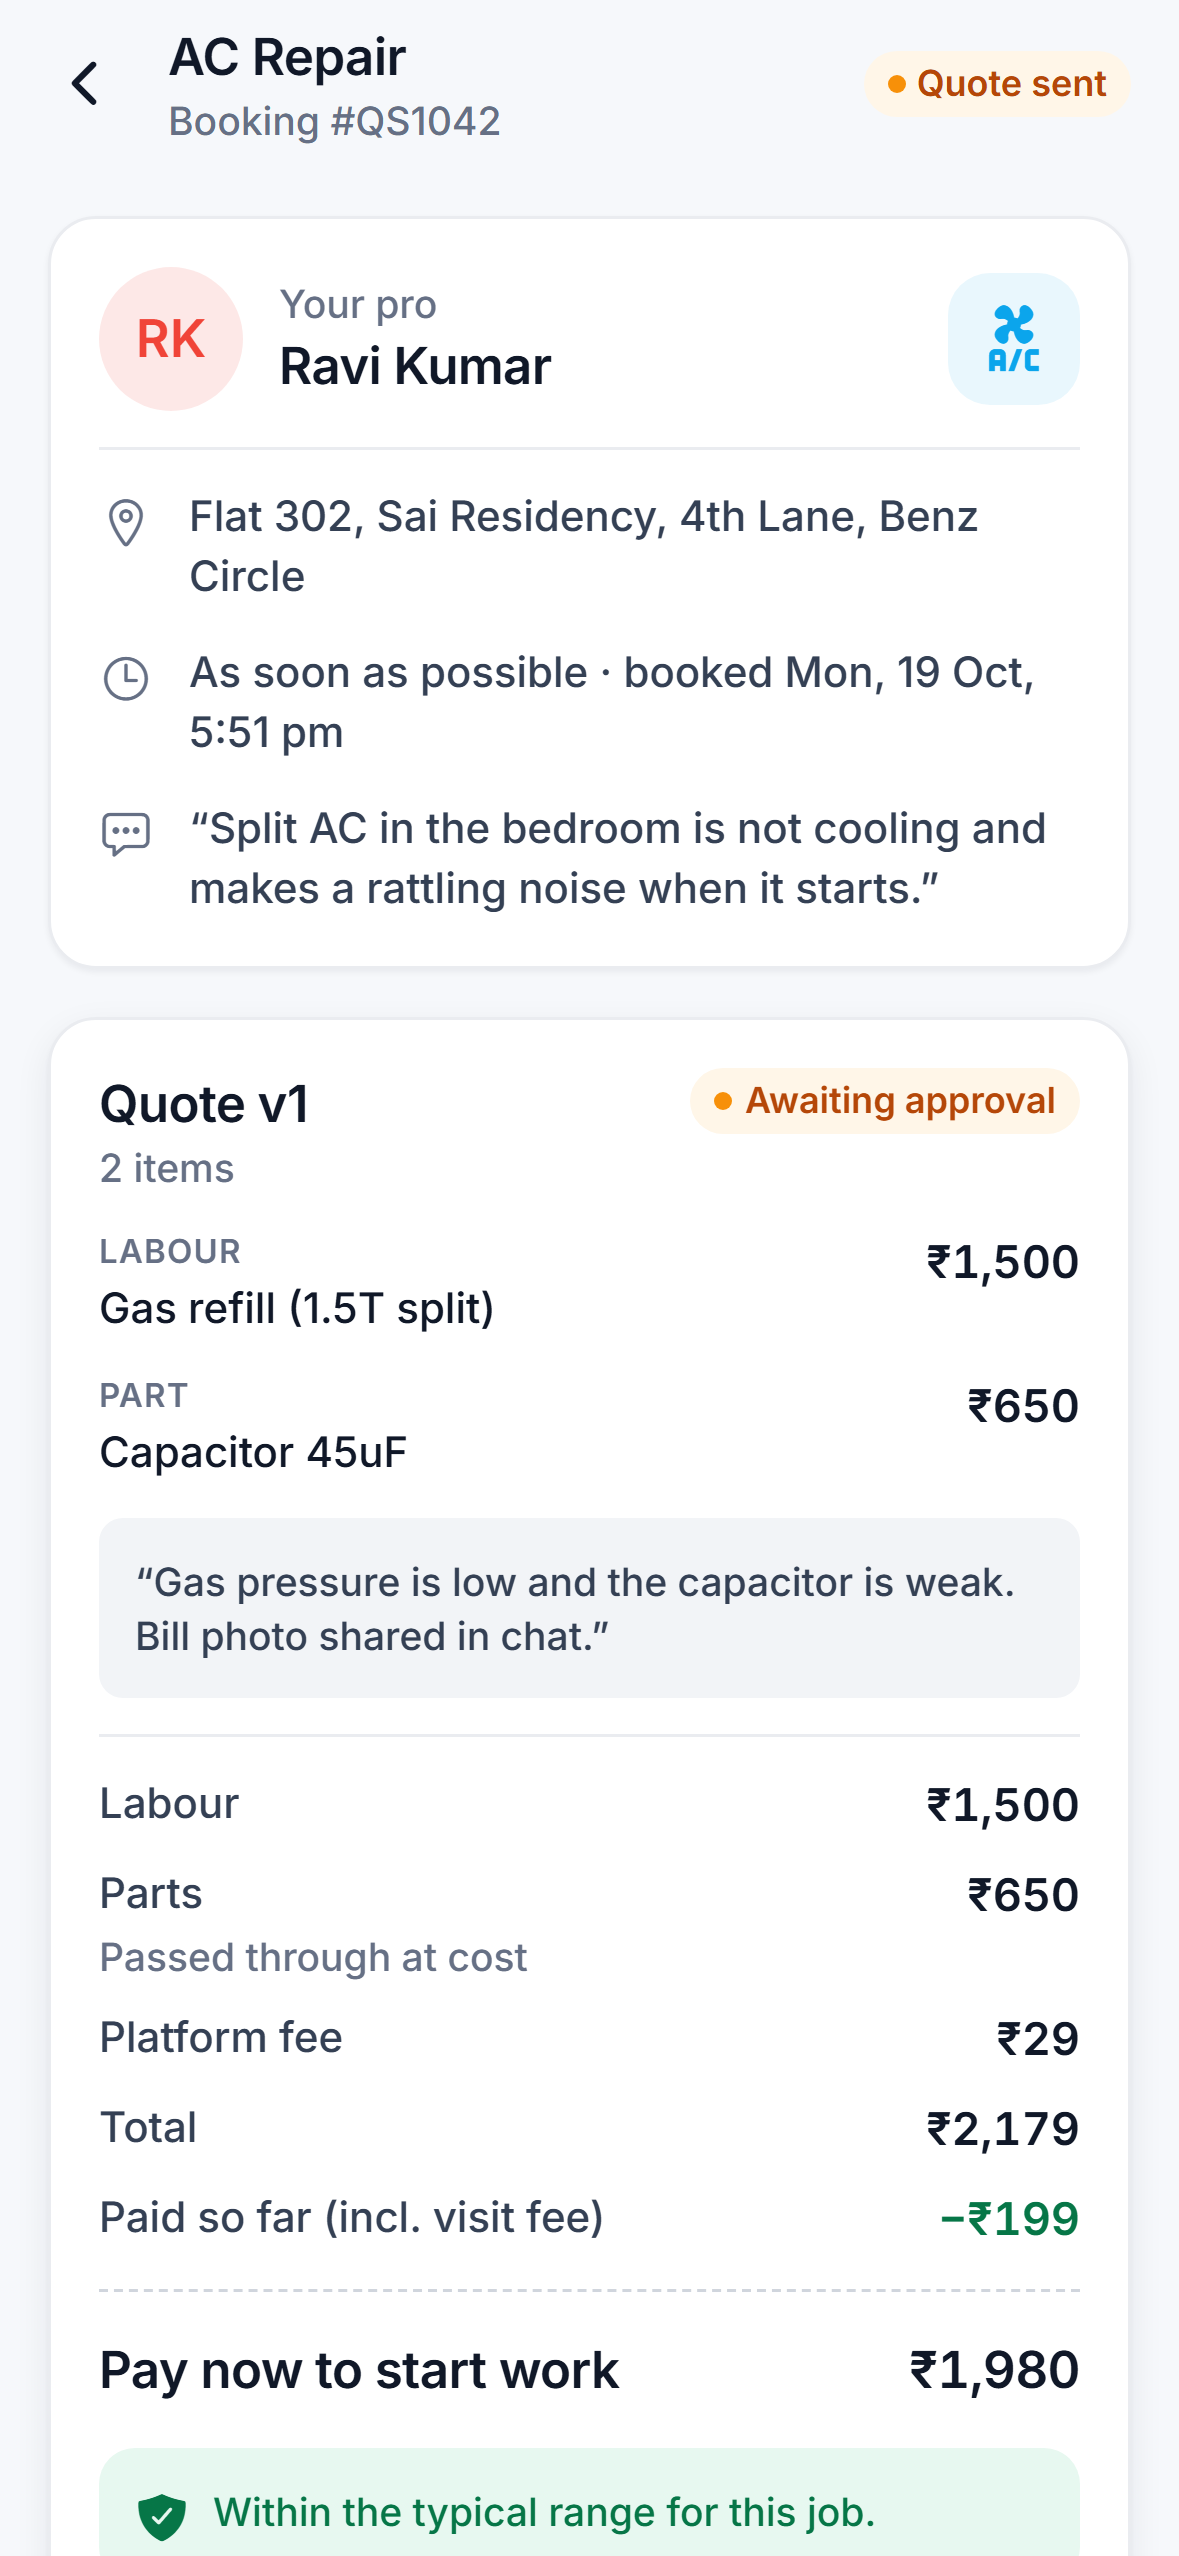 AC Repair
Booking #QS1042
Quote sent
RK
Your pro
Ravi Kumar
A/C
Flat 302, Sai Residency, 4th Lane, Benz
Circle
As soon as possible · booked Mon, 19 Oct,
5:51 pm
“Split AC in the bedroom is not cooling and
makes a rattling noise when it starts.”
Quote v1
Awaiting approval
2 items
LABOUR
₹1,500
Gas refill (1.5T split)
PART
₹650
Capacitor 45uF
“Gas pressure is low and the capacitor is weak.
Bill photo shared in chat.”
Labour ₹1,500
Parts ₹650
Passed through at cost
Platform fee ₹29
Total ₹2,179
Paid so far (incl. visit fee) −₹199
Pay now to start work ₹1,980
Within the typical range for this job.